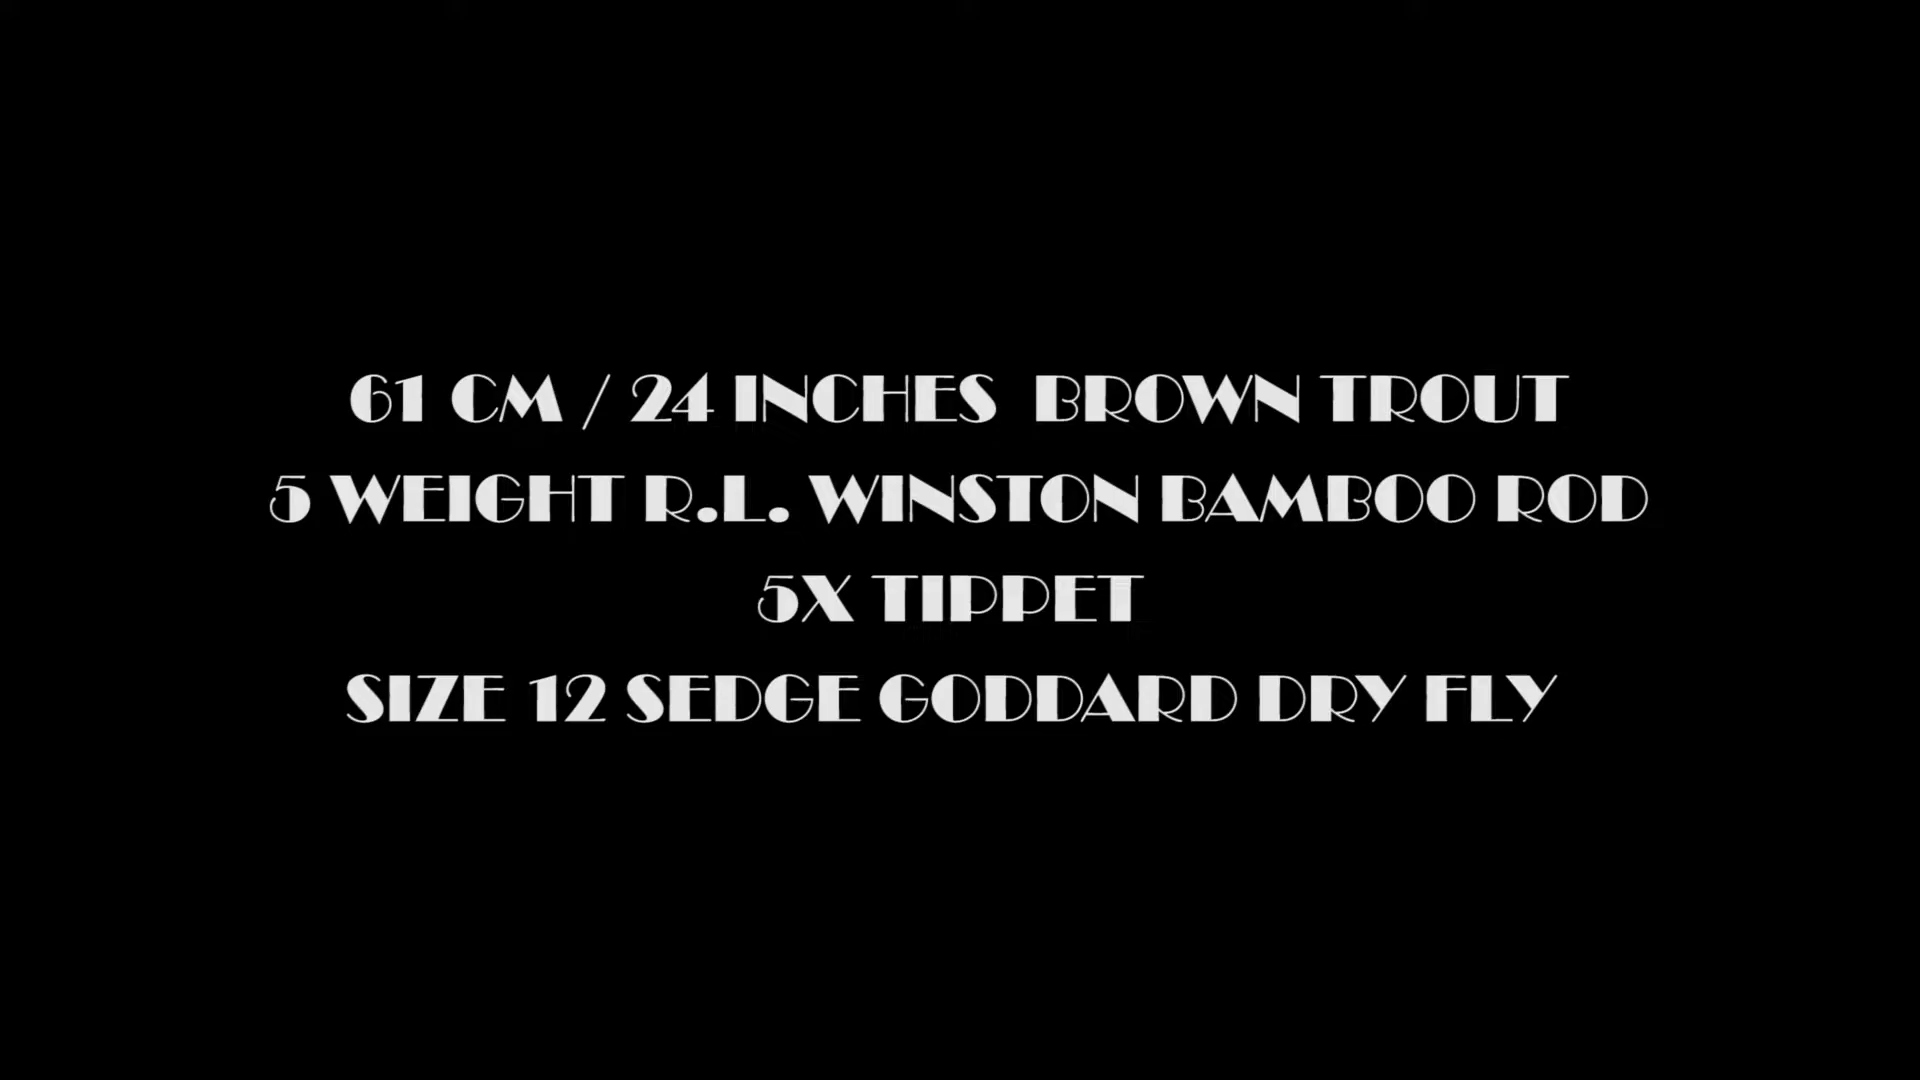 61 CM / 24 INCHES BROWN TROUT
5 WEIGHT R.L. WINSTON BAMBOO ROD
5X TIPPET
SIZE 12 SEDGE GODDARD DRY FLY